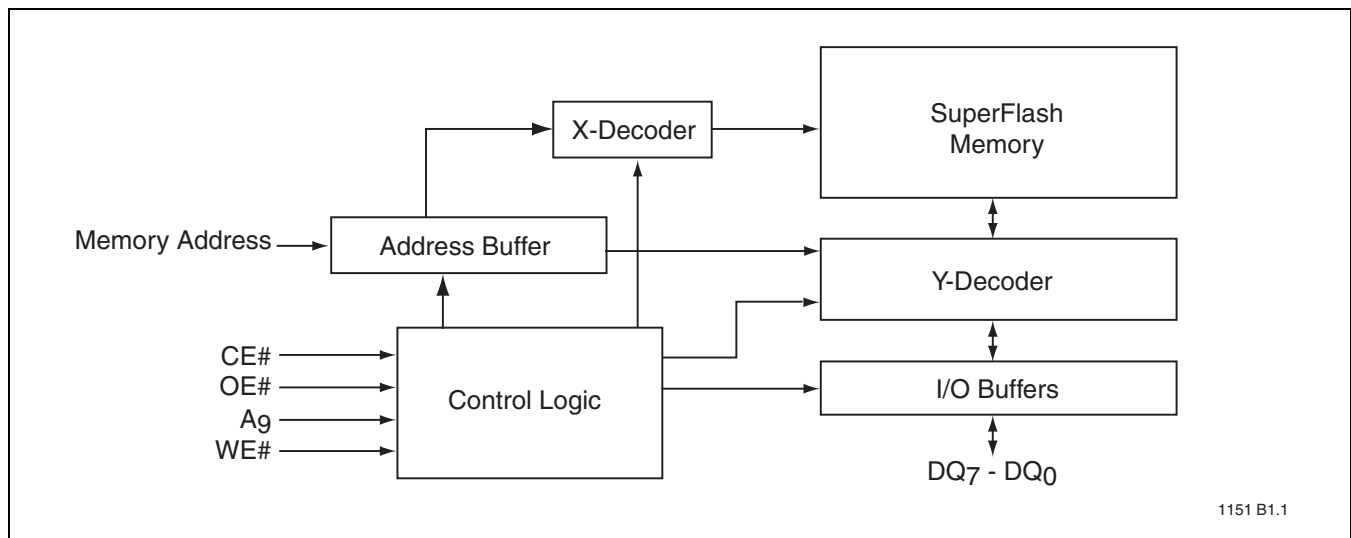 SuperFlash
Memory
X-Decoder
Memory Address
Address Buffer
Y-Decoder
CE#
OE#
A9
WE#
Control Logic
I/O Buffers
DQ7 - DQ0
1151 B1.1